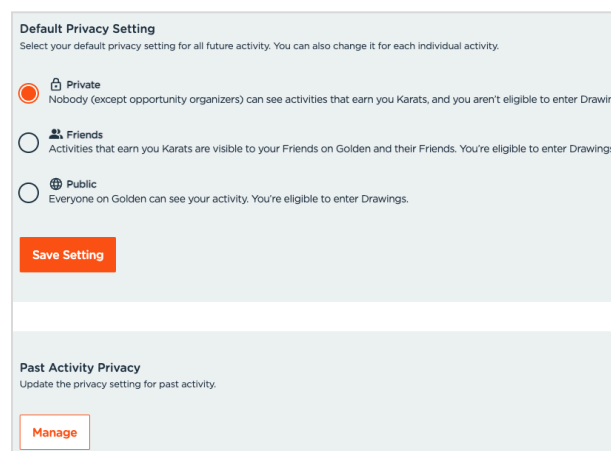 Default Privacy Setting
Select your default privacy setting for all future activity. You can also change it for each individual activity.
Private
Nobody (except opportunity organizers) can see activities that earn you Karats, and you aren't eligible to enter
Friends
Activities that earn you Karats are visible to your Friends on Golden and their Friends. You're eligible to enter Drawings
Public
Everyone on Golden can see your activity. You're eligible to enter Drawings.
Save Setting
Past Activity Privacy
Update the privacy setting for past activity.
Manage